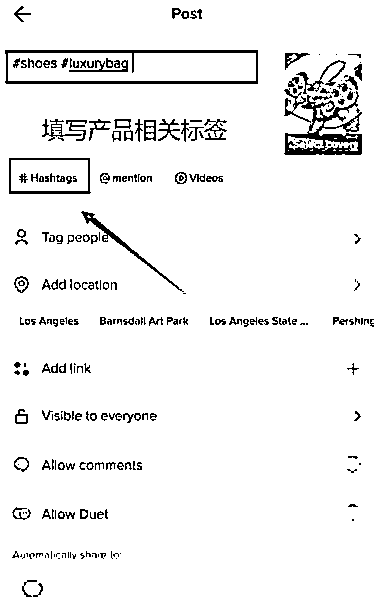 Post
#shoes #luxurybag
填写产品相关标签
# Hashtags @ mention Videos
Tag people
Add location
Los Angeles Barnsdall Art Park Los Angeles State ... Pershing
Add link
Visible to everyone
Allow comments
Allow Duet
Automatically share to: